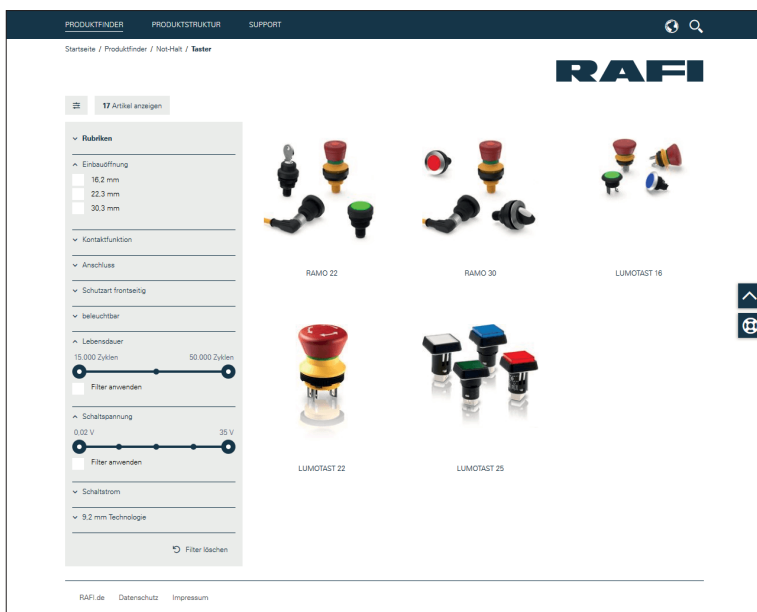 PRODUKTFINDER PRODUKTSTRUKTUR SUPPORT
Startseite / Produktfinder / Not-Halt / Taster
RAFI
17 Artikel anzeigen
Rubriken
Einbauöffnung
16,2 mm
22,3 mm
30,3 mm
Kontaktfunktion
Anschluss
Schutzart frontseitig
beleuchtbar
Lebensdauer
15.000 Zyklen 50.000 Zyklen
Filter anwenden
Schaltspannung
0,02 V 35 V
Filter anwenden
Schaltstrom
9.2 mm Technologie
Filter löschen
RAMO 22 RAMO 30 LUMOTAST 16
LUMOTAST 22 LUMOTAST 25
RAFI.de Datenschutz Impressum